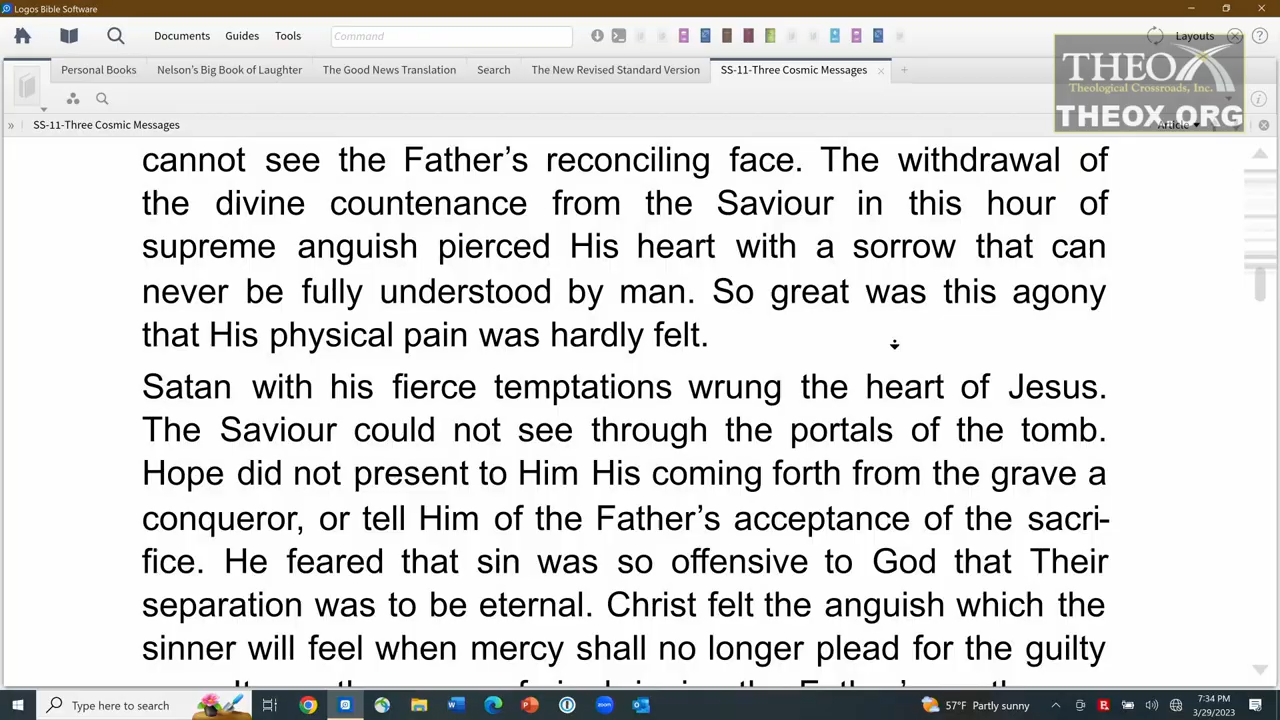 Logos Bible Software
Documents Guides Tools Command Layouts
Personal Books Nelson's Big Book of Laughter The Good News Translation Search The New Revised Standard Version SS-11-Three Cosmic Messages
THEOX
Theological Crossroads, Inc.
THEOX.ORG
SS-11-Three Cosmic Messages Article
cannot see the Father's reconciling face. The withdrawal of
the divine countenance from the Saviour in this hour of
supreme anguish pierced His heart with a sorrow that can
never be fully understood by man. So great was this agony
that His physical pain was hardly felt.
Satan with his fierce temptations wrung the heart of Jesus.
The Saviour could not see through the portals of the tomb.
Hope did not present to Him His coming forth from the grave a
conqueror, or tell Him of the Father's acceptance of the sacri-
fice. He feared that sin was so offensive to God that Their
separation was to be eternal. Christ felt the anguish which the
sinner will feel when mercy shall no longer plead for the guilty
Type here to search 57°F Partly sunny 7:34 PM
3/29/2023